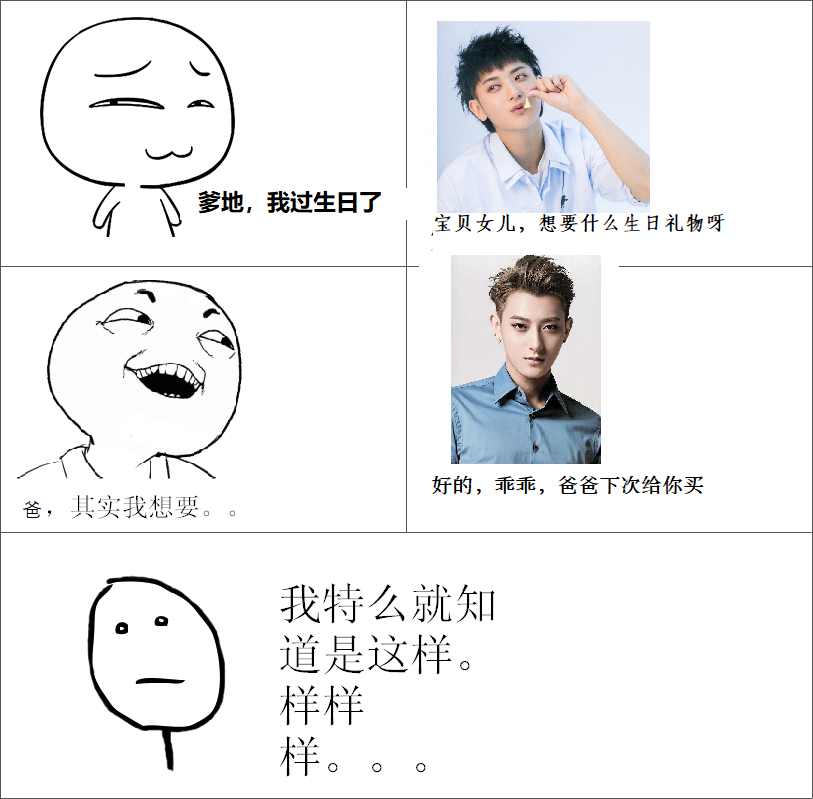 爹地，我过生日了
宝贝女儿，想要什么生日礼物呀
爸，其实我想要。。
好的，乖乖，爸爸下次给你买
我特么就知
道是这样。
样样
样。。。